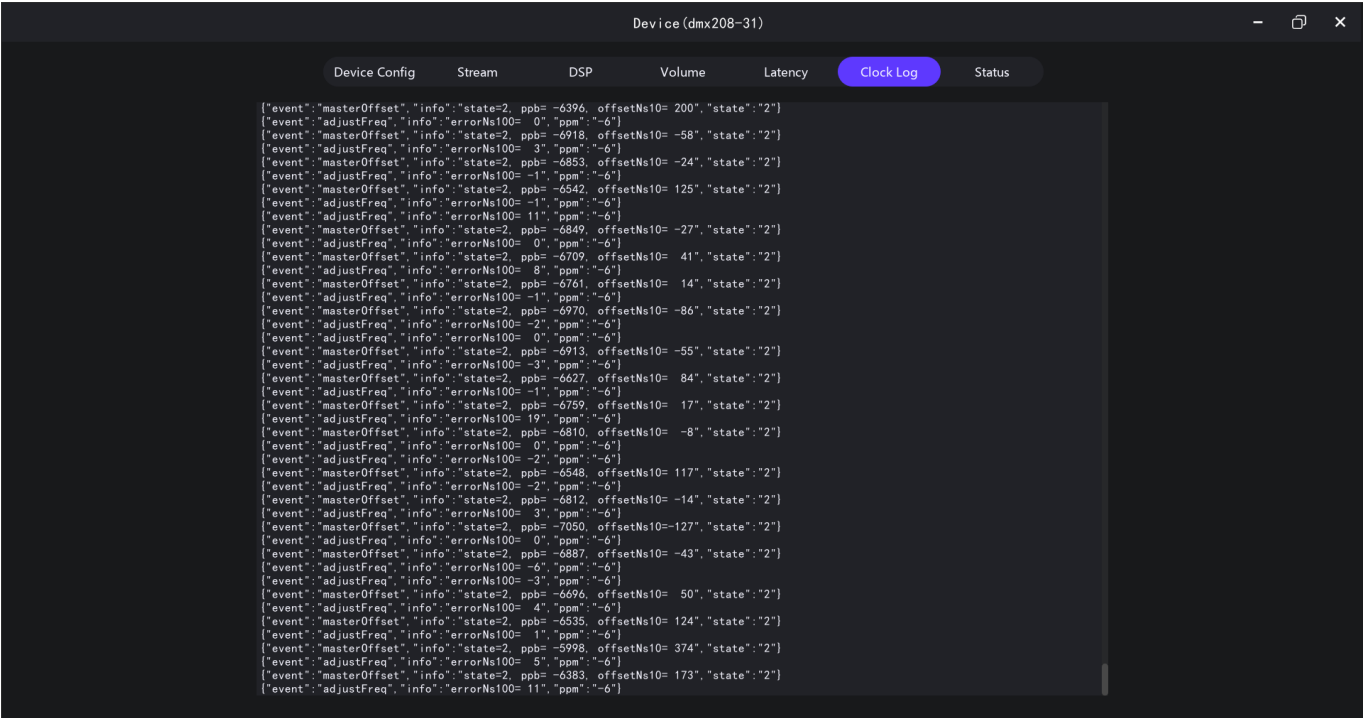 Device(dmx208-31)
Device Config Stream DSP Volume Latency Clock Log Status
{"event":"masterOffset","info":"state=2, ppb= -6396, offsetNs10= 200","state":"2"}
{"event":"adjustFreq","info":"errorNs100=  0","ppm":"-6"}
{"event":"masterOffset","info":"state=2, ppb= -6918, offsetNs10= -58","state":"2"}
{"event":"adjustFreq","info":"errorNs100=  3","ppm":"-6"}
{"event":"masterOffset","info":"state=2, ppb= -6853, offsetNs10= -24","state":"2"}
{"event":"adjustFreq","info":"errorNs100= -1","ppm":"-6"}
{"event":"masterOffset","info":"state=2, ppb= -6542, offsetNs10= 125","state":"2"}
{"event":"adjustFreq","info":"errorNs100= -1","ppm":"-6"}
{"event":"adjustFreq","info":"errorNs100= 11","ppm":"-6"}
{"event":"masterOffset","info":"state=2, ppb= -6849, offsetNs10= -27","state":"2"}
{"event":"adjustFreq","info":"errorNs100=  0","ppm":"-6"}
{"event":"masterOffset","info":"state=2, ppb= -6709, offsetNs10=  41","state":"2"}
{"event":"adjustFreq","info":"errorNs100=  8","ppm":"-6"}
{"event":"masterOffset","info":"state=2, ppb= -6761, offsetNs10=  14","state":"2"}
{"event":"adjustFreq","info":"errorNs100= -1","ppm":"-6"}
{"event":"masterOffset","info":"state=2, ppb= -6970, offsetNs10= -86","state":"2"}
{"event":"adjustFreq","info":"errorNs100= -2","ppm":"-6"}
{"event":"adjustFreq","info":"errorNs100=  0","ppm":"-6"}
{"event":"masterOffset","info":"state=2, ppb= -6913, offsetNs10= -55","state":"2"}
{"event":"adjustFreq","info":"errorNs100= -3","ppm":"-6"}
{"event":"masterOffset","info":"state=2, ppb= -6627, offsetNs10=  84","state":"2"}
{"event":"adjustFreq","info":"errorNs100= -1","ppm":"-6"}
{"event":"masterOffset","info":"state=2, ppb= -6759, offsetNs10=  17","state":"2"}
{"event":"adjustFreq","info":"errorNs100= 19","ppm":"-6"}
{"event":"masterOffset","info":"state=2, ppb= -6810, offsetNs10=  -8","state":"2"}
{"event":"adjustFreq","info":"errorNs100=  0","ppm":"-6"}
{"event":"adjustFreq","info":"errorNs100= -2","ppm":"-6"}
{"event":"masterOffset","info":"state=2, ppb= -6548, offsetNs10= 117","state":"2"}
{"event":"adjustFreq","info":"errorNs100= -2","ppm":"-6"}
{"event":"masterOffset","info":"state=2, ppb= -6812, offsetNs10= -14","state":"2"}
{"event":"adjustFreq","info":"errorNs100=  3","ppm":"-6"}
{"event":"masterOffset","info":"state=2, ppb= -7050, offsetNs10=-127","state":"2"}
{"event":"adjustFreq","info":"errorNs100=  0","ppm":"-6"}
{"event":"masterOffset","info":"state=2, ppb= -6887, offsetNs10= -43","state":"2"}
{"event":"adjustFreq","info":"errorNs100= -6","ppm":"-6"}
{"event":"adjustFreq","info":"errorNs100= -3","ppm":"-6"}
{"event":"masterOffset","info":"state=2, ppb= -6696, offsetNs10=  50","state":"2"}
{"event":"adjustFreq","info":"errorNs100=  4","ppm":"-6"}
{"event":"masterOffset","info":"state=2, ppb= -6535, offsetNs10= 124","state":"2"}
{"event":"adjustFreq","info":"errorNs100=  1","ppm":"-6"}
{"event":"masterOffset","info":"state=2, ppb= -5998, offsetNs10= 374","state":"2"}
{"event":"adjustFreq","info":"errorNs100=  5","ppm":"-6"}
{"event":"masterOffset","info":"state=2, ppb= -6383, offsetNs10= 173","state":"2"}
{"event":"adjustFreq","info":"errorNs100= 11","ppm":"-6"}